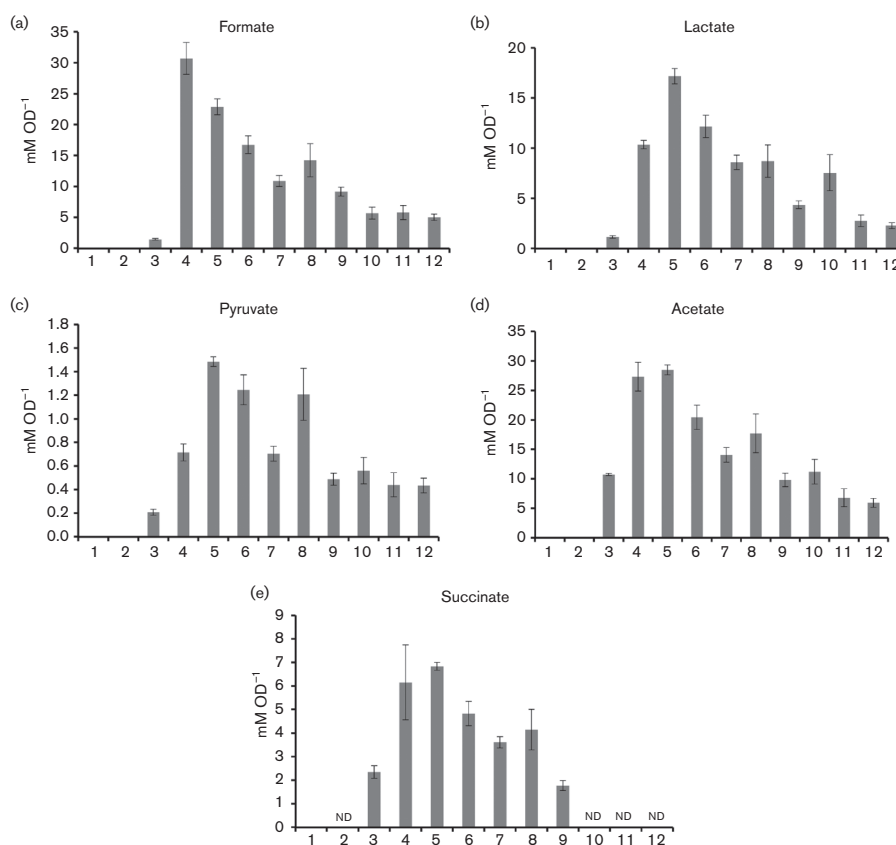 (a)
Formate
35
30
25
20
15
10
5
0
mM OD⁻¹
1 2 3 4 5 6 7 8 9 10 11 12
(b)
Lactate
20
15
10
5
0
mM OD⁻¹
1 2 3 4 5 6 7 8 9 10 11 12
(c)
Pyruvate
1.8
1.6
1.4
1.2
1.0
0.8
0.6
0.4
0.2
0.0
mM OD⁻¹
1 2 3 4 5 6 7 8 9 10 11 12
(d)
Acetate
35
30
25
20
15
10
5
0
mM OD⁻¹
1 2 3 4 5 6 7 8 9 10 11 12
(e)
Succinate
9
8
7
6
5
4
3
2
1
0
mM OD⁻¹
ND ND ND ND
1 2 3 4 5 6 7 8 9 10 11 12